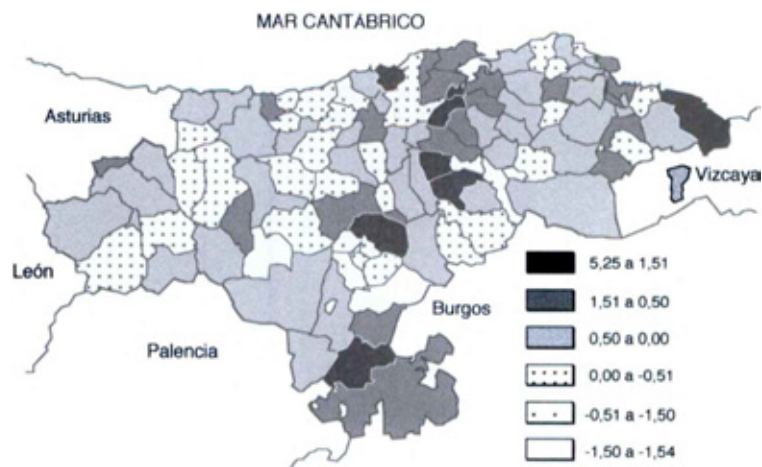 MAR CANTÁBRICO
Asturias
Vizcaya
León
Burgos
Palencia
5,25 a 1,51
1,51 a 0,50
0,50 a 0,00
0,00 a -0,51
-0,51 a -1,50
-1,50 a -1,54